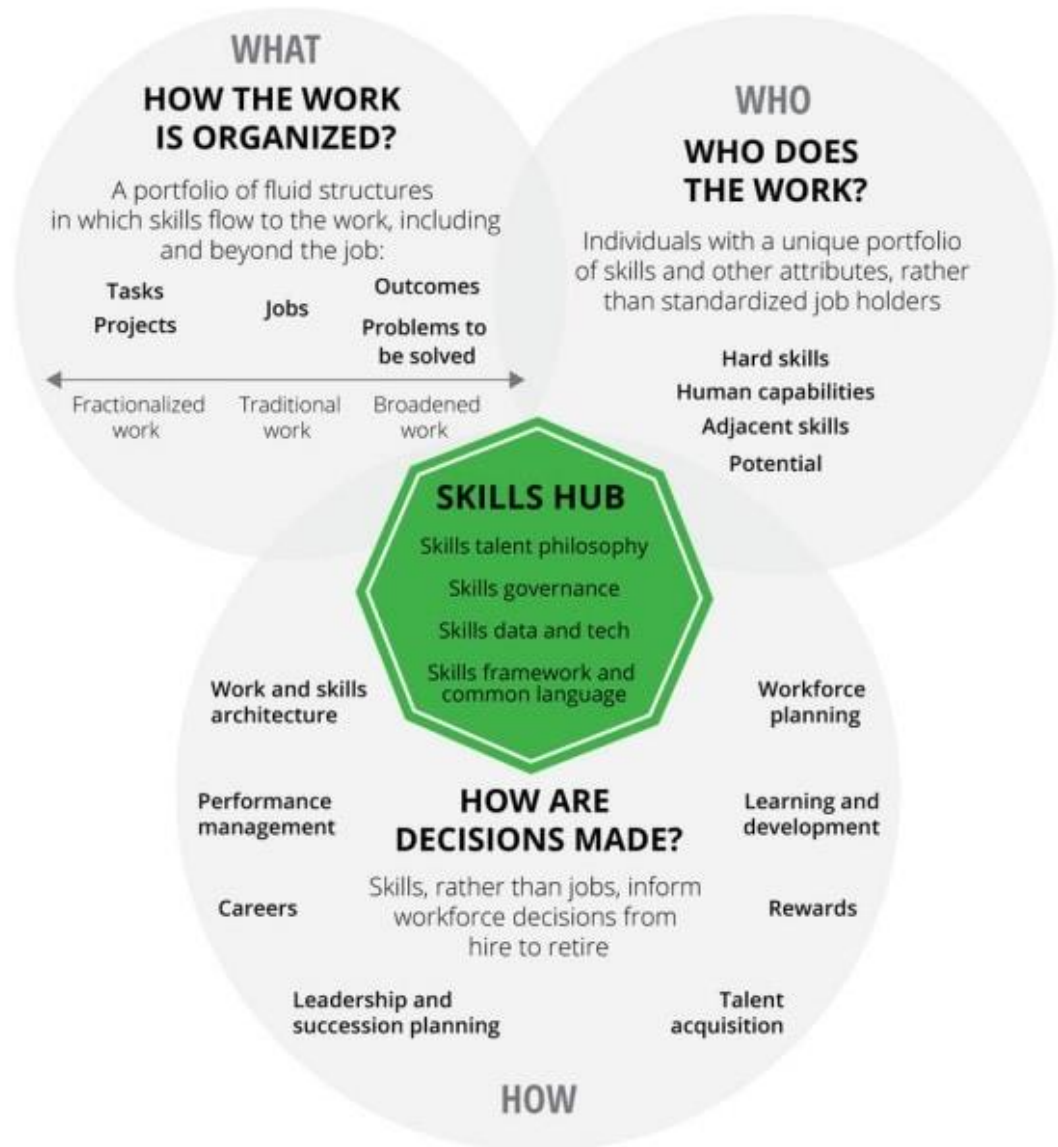 WHAT
HOW THE WORK
IS ORGANIZED?
A portfolio of fluid structures
in which skills flow to the work, including
and beyond the job:
Tasks
Projects
Jobs
Outcomes
Problems to
be solved
Fractionalized
work
Traditional
work
Broadened
work
WHO
WHO DOES
THE WORK?
Individuals with a unique portfolio
of skills and other attributes, rather
than standardized job holders
Hard skills
Human capabilities
Adjacent skills
Potential
SKILLS HUB
Skills talent philosophy
Skills governance
Skills data and tech
Skills framework and
common language
Work and skills
architecture
Performance
management
Careers
Leadership and
succession planning
HOW ARE
DECISIONS MADE?
Skills, rather than jobs, inform
workforce decisions from
hire to retire
Workforce
planning
Learning and
development
Rewards
Talent
acquisition
HOW